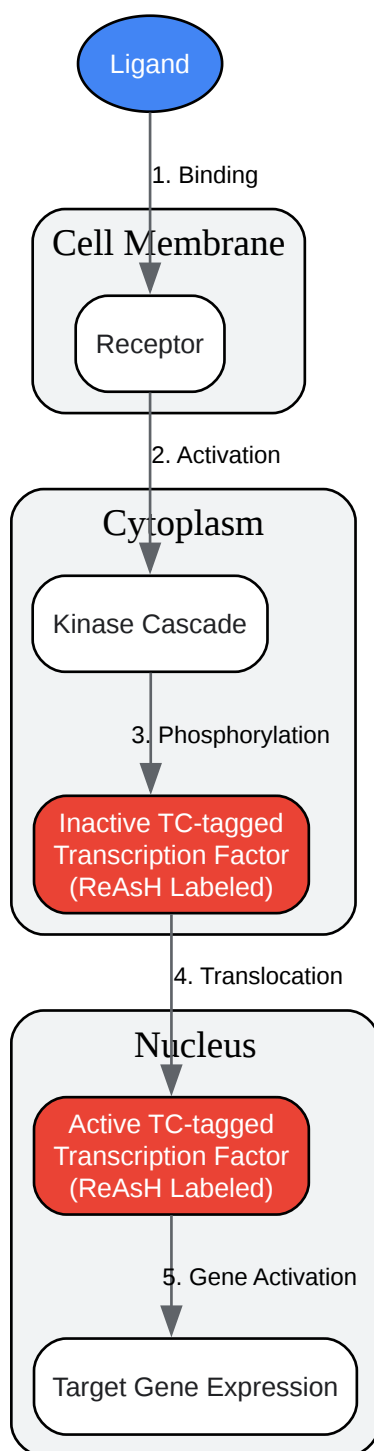 Ligand
1. Binding
Cell Membrane
Receptor
2. Activation
Cytoplasm
Kinase Cascade
3. Phosphorylation
Inactive TC-tagged
Transcription Factor
(ReAsH Labeled)
4. Translocation
Nucleus
Active TC-tagged
Transcription Factor
(ReAsH Labeled)
5. Gene Activation
Target Gene Expression